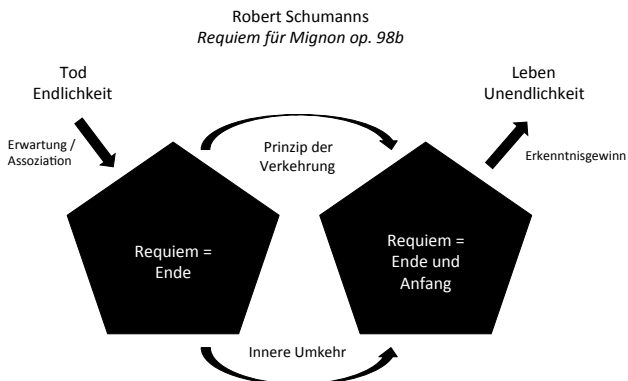 Robert Schumanns
Requiem für Mignon op. 98b
Tod
Endlichkeit
Leben
Unendlichkeit
Erwartung /
Assoziation
Prinzip der
Verkehrung
Erkenntnisgewinn
Requiem =
Ende
Requiem =
Ende und
Anfang
Innere Umkehr